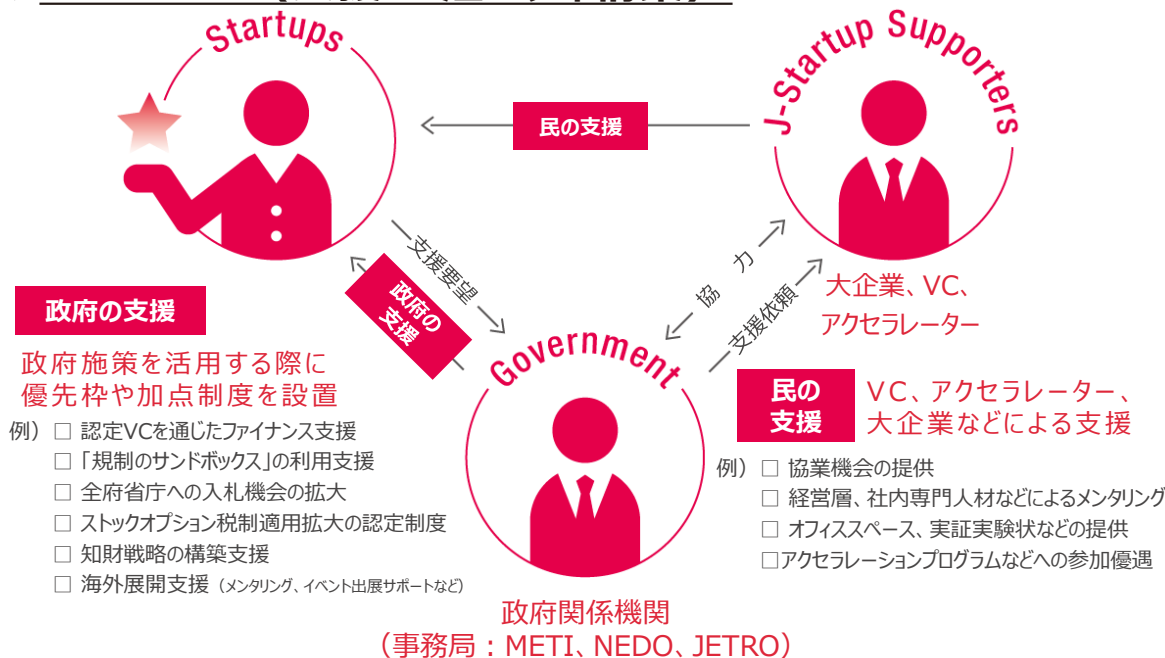 Startups
J-Startup Supporters
民の支援
支援要望
政府の
支援
協 力
支援依頼
大企業、VC、
アクセラレーター
Government
政府の支援
政府施策を活用する際に
優先枠や加点制度を設置
例）□ 認定VCを通じたファイナンス支援
□ 「規制のサンドボックス」の利用支援
□ 全府省庁への入札機会の拡大
□ ストックオプション税制適用拡大の認定制度
□ 知財戦略の構築支援
□ 海外展開支援（メンタリング、イベント出展サポートなど）
民の
支援
VC、アクセラレーター、
大企業などによる支援
例）□ 協業機会の提供
□ 経営層、社内専門人材などによるメンタリング
□ オフィススペース、実証実験状などの提供
□アクセラレーションプログラムなどへの参加優遇
政府関係機関
（事務局：METI、NEDO、JETRO）